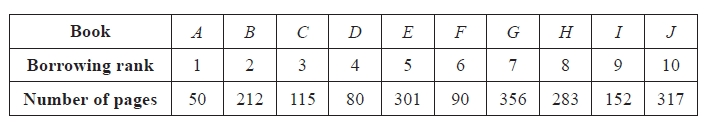 Book A B C D E F G H I J
Borrowing rank 1 2 3 4 5 6 7 8 9 10
Number of pages 50 212 115 80 301 90 356 283 152 317